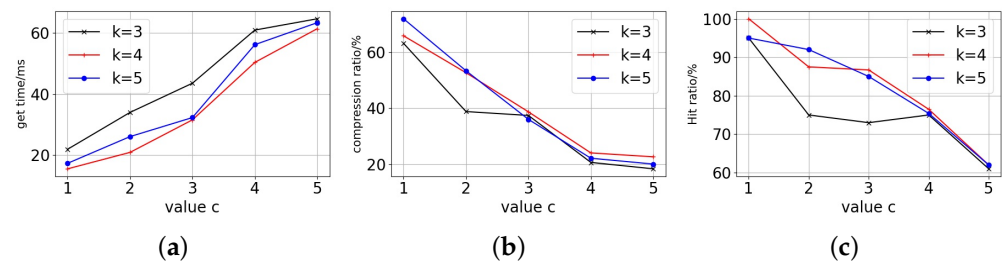 get time/ms
60
40
20
k=3
k=4
k=5
1 2 3 4 5
value c
(a)
compression ratio/%
60
40
20
k=3
k=4
k=5
1 2 3 4 5
value c
(b)
Hit ratio/%
100
90
80
70
60
k=3
k=4
k=5
1 2 3 4 5
value c
(c)